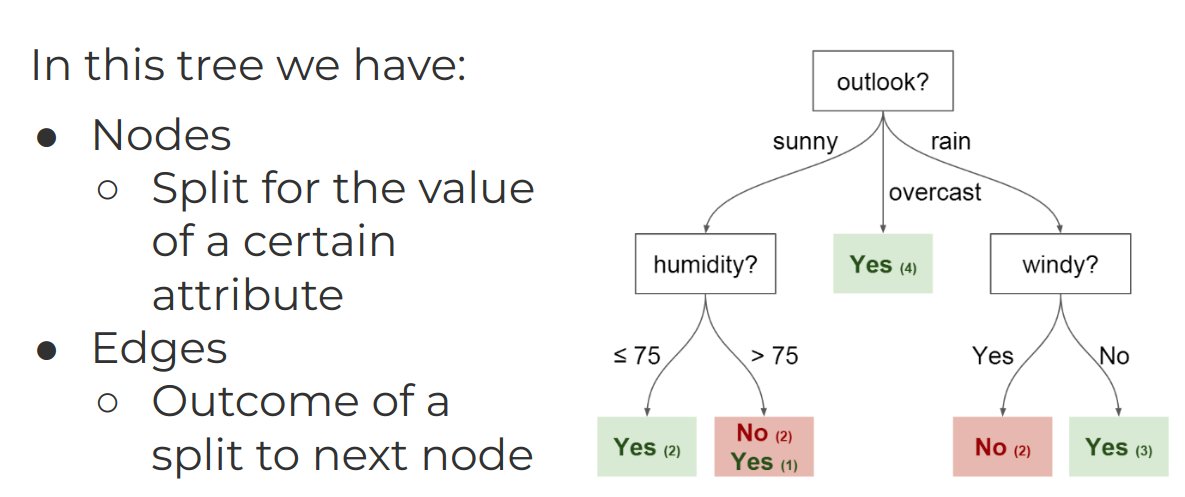 In this tree we have:
● Nodes
○ Split for the value
of a certain
attribute
● Edges
○ Outcome of a
split to next node
outlook?
sunny
rain
overcast
humidity?
Yes (4)
windy?
≤ 75
> 75
Yes
No
Yes (2)
No (2)
Yes (1)
No (2)
Yes (3)